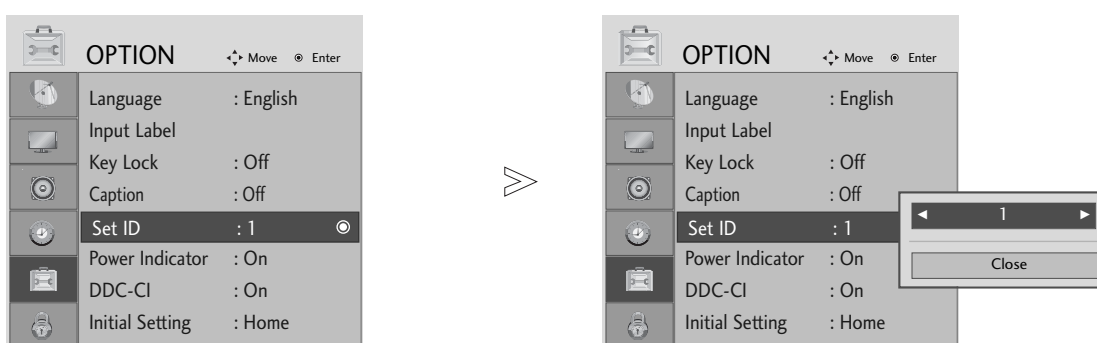 OPTION Move Enter
Language : English
Input Label
Key Lock : Off
Caption : Off
Set ID : 1
Power Indicator : On
DDC-CI : On
Initial Setting : Home
OPTION Move Enter
Language : English
Input Label
Key Lock : Off
Caption : Off
Set ID : 1
Power Indicator : On
DDC-CI : On
Initial Setting : Home
◄ 1 ►
Close